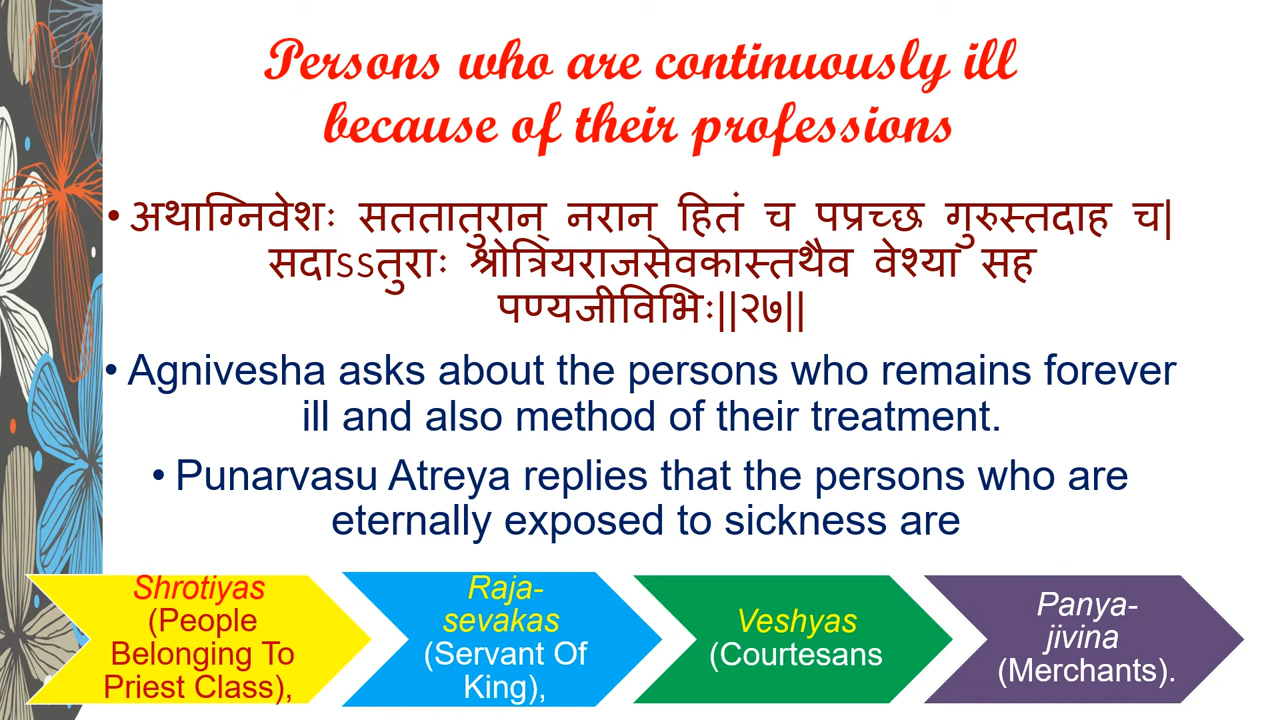 Persons who are continuously ill
because of their professions
• अथाग्निवेशः सततातुरान् नरान् हितं च पप्रच्छ गुरुस्तदाह च|
सदाऽऽतुराः श्रोत्रियराजसेवकास्तथैव वेश्या सह
पण्यजीविभिः||२७||
• Agnivesha asks about the persons who remains forever
ill and also method of their treatment.
• Punarvasu Atreya replies that the persons who are
eternally exposed to sickness are
Shrotiyas
(People
Belonging To
Priest Class),
Raja-
sevakas
(Servant Of
King),
Veshyas
(Courtesans
Panya-
jivina
(Merchants).